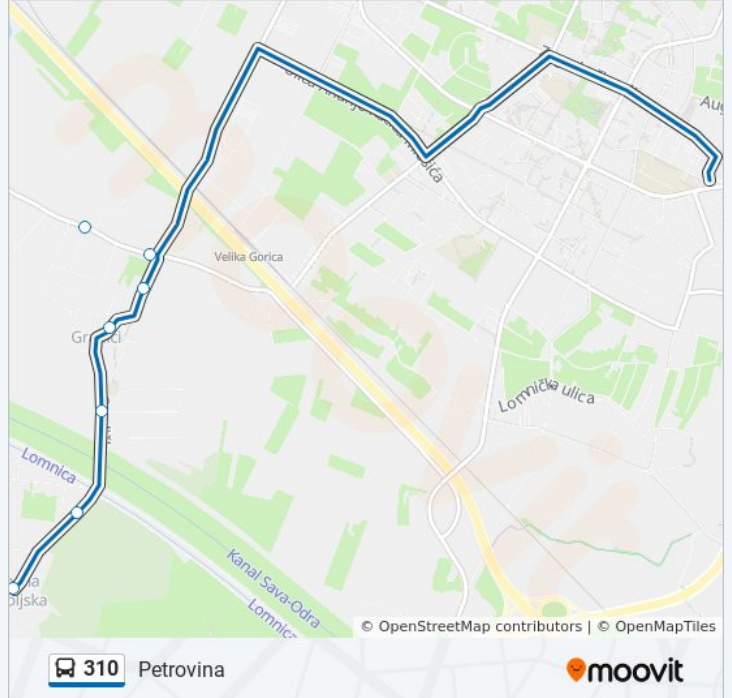 Velika Gorica
Lomnička ulica
Lomnica
Kanal Sava-Odra
Lomnica
© OpenStreetMap contributors | © OpenMapTiles
310 Petrovina
moovit